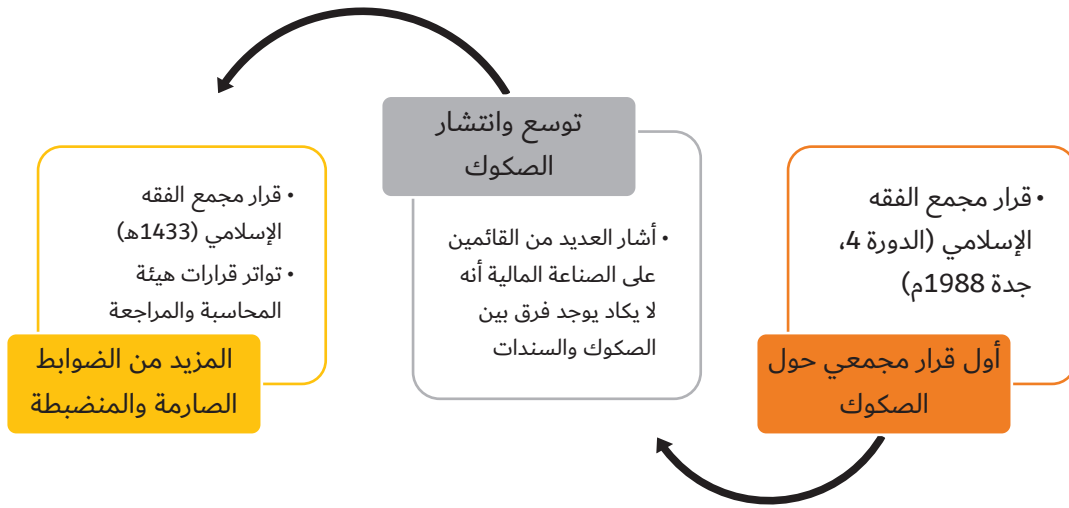 • قرار مجمع الفقه
الإسلامي (الدورة 4،
جدة 1988م)
أول قرار مجمعي حول
الصكوك
توسع وانتشار
الصكوك
• أشار العديد من القائمين
على الصناعة المالية أنه
لا يكاد يوجد فرق بين
الصكوك والسندات
• قرار مجمع الفقه
الإسلامي (1433هـ)
• تواتر قرارات هيئة
المحاسبة والمراجعة
المزيد من الضوابط
الصارمة والمنضبطة